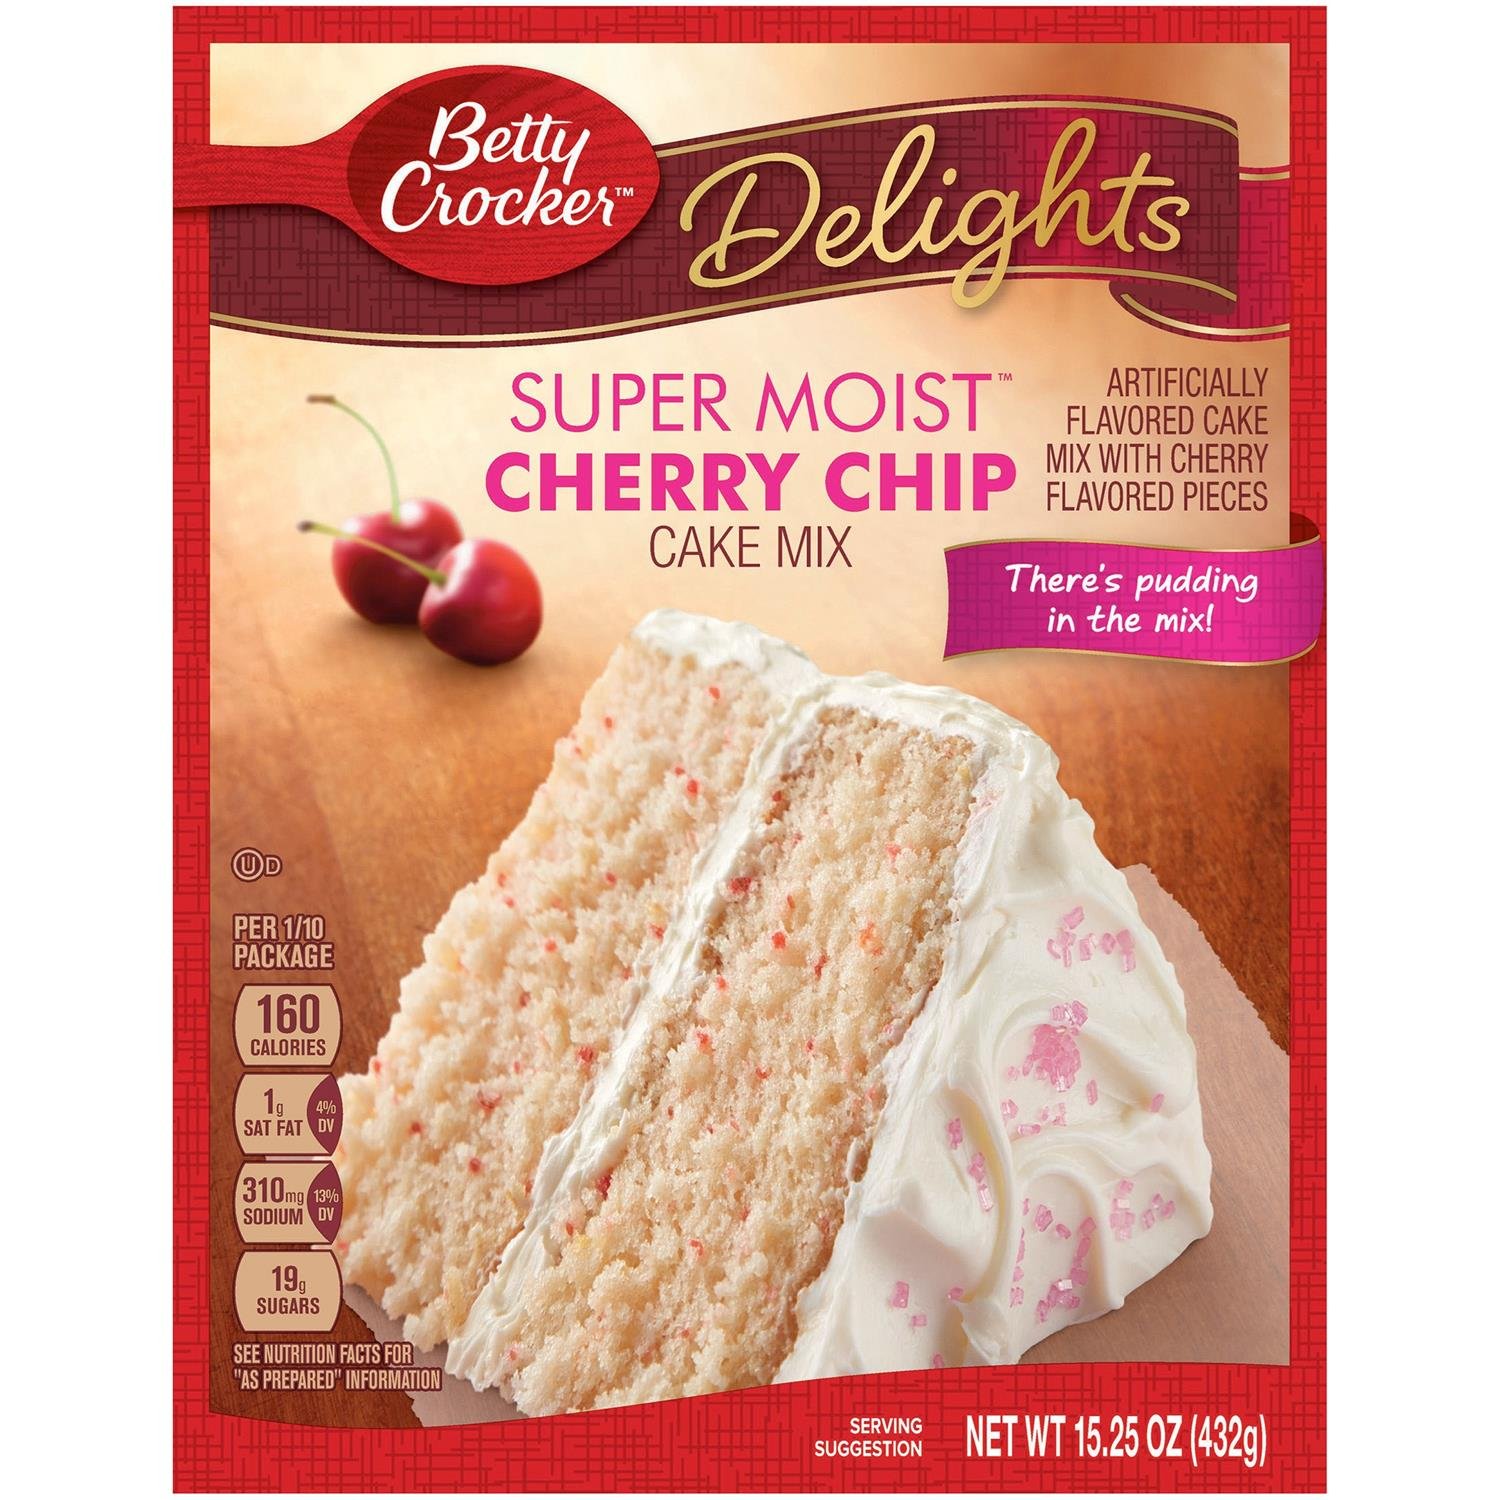 Betty
Crocker™
Delights
SUPER MOIST™
CHERRY CHIP
CAKE MIX
ARTIFICIALLY
FLAVORED CAKE
MIX WITH CHERRY
FLAVORED PIECES
There's pudding
in the mix!
U D
PER 1/10
PACKAGE
160
CALORIES
1g
SAT FAT
4%
DV
310mg
SODIUM
13%
DV
19g
SUGARS
SEE NUTRITION FACTS FOR
"AS PREPARED" INFORMATION
SERVING
SUGGESTION
NET WT 15.25 OZ (432g)